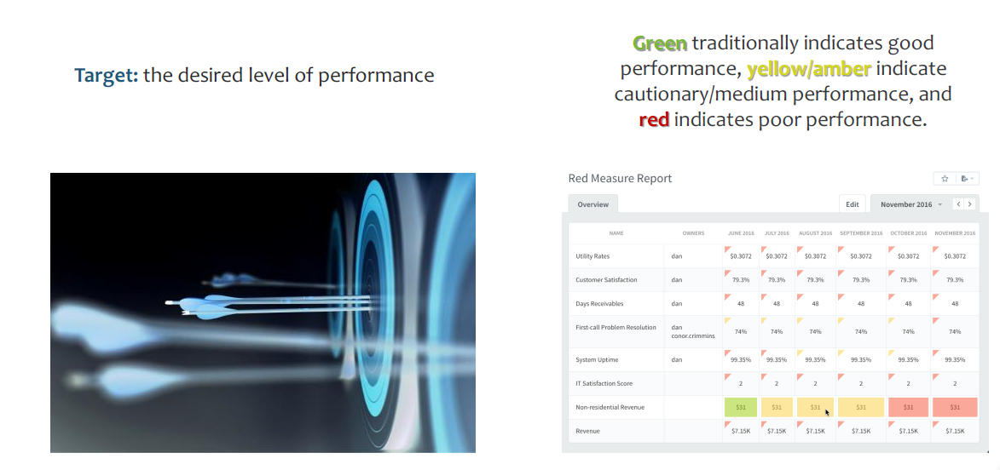 Target: the desired level of performance
Green traditionally indicates good
performance, yellow/amber indicate
cautionary/medium performance, and
red indicates poor performance.
Red Measure Report
Overview
Edit
November 2016
NAME OWNERS JUNE 2016 JULY 2016 AUGUST 2016 SEPTEMBER 2016 OCTOBER 2016 NOVEMBER 2016
Utility Rates dan $0.3072 $0.3072 $0.3072 $0.3072 $0.3072 $0.3072
Customer Satisfaction dan 79.3% 79.3% 79.3% 79.3% 79.3% 79.3%
Days Receivables dan 48 48 48 48 48 48
First-call Problem Resolution dan 74% 74% 74% 74% 74% 74%
conor.crimmins
System Uptime dan 99.35% 99.35% 99.35% 99.35% 99.35% 99.35%
IT Satisfaction Score 2 2 2 2 2 2
Non-residential Revenue $31 $31 $31 $31 $31 $31
Revenue $7.15K $7.15K $7.15K $7.15K $7.15K $7.15K